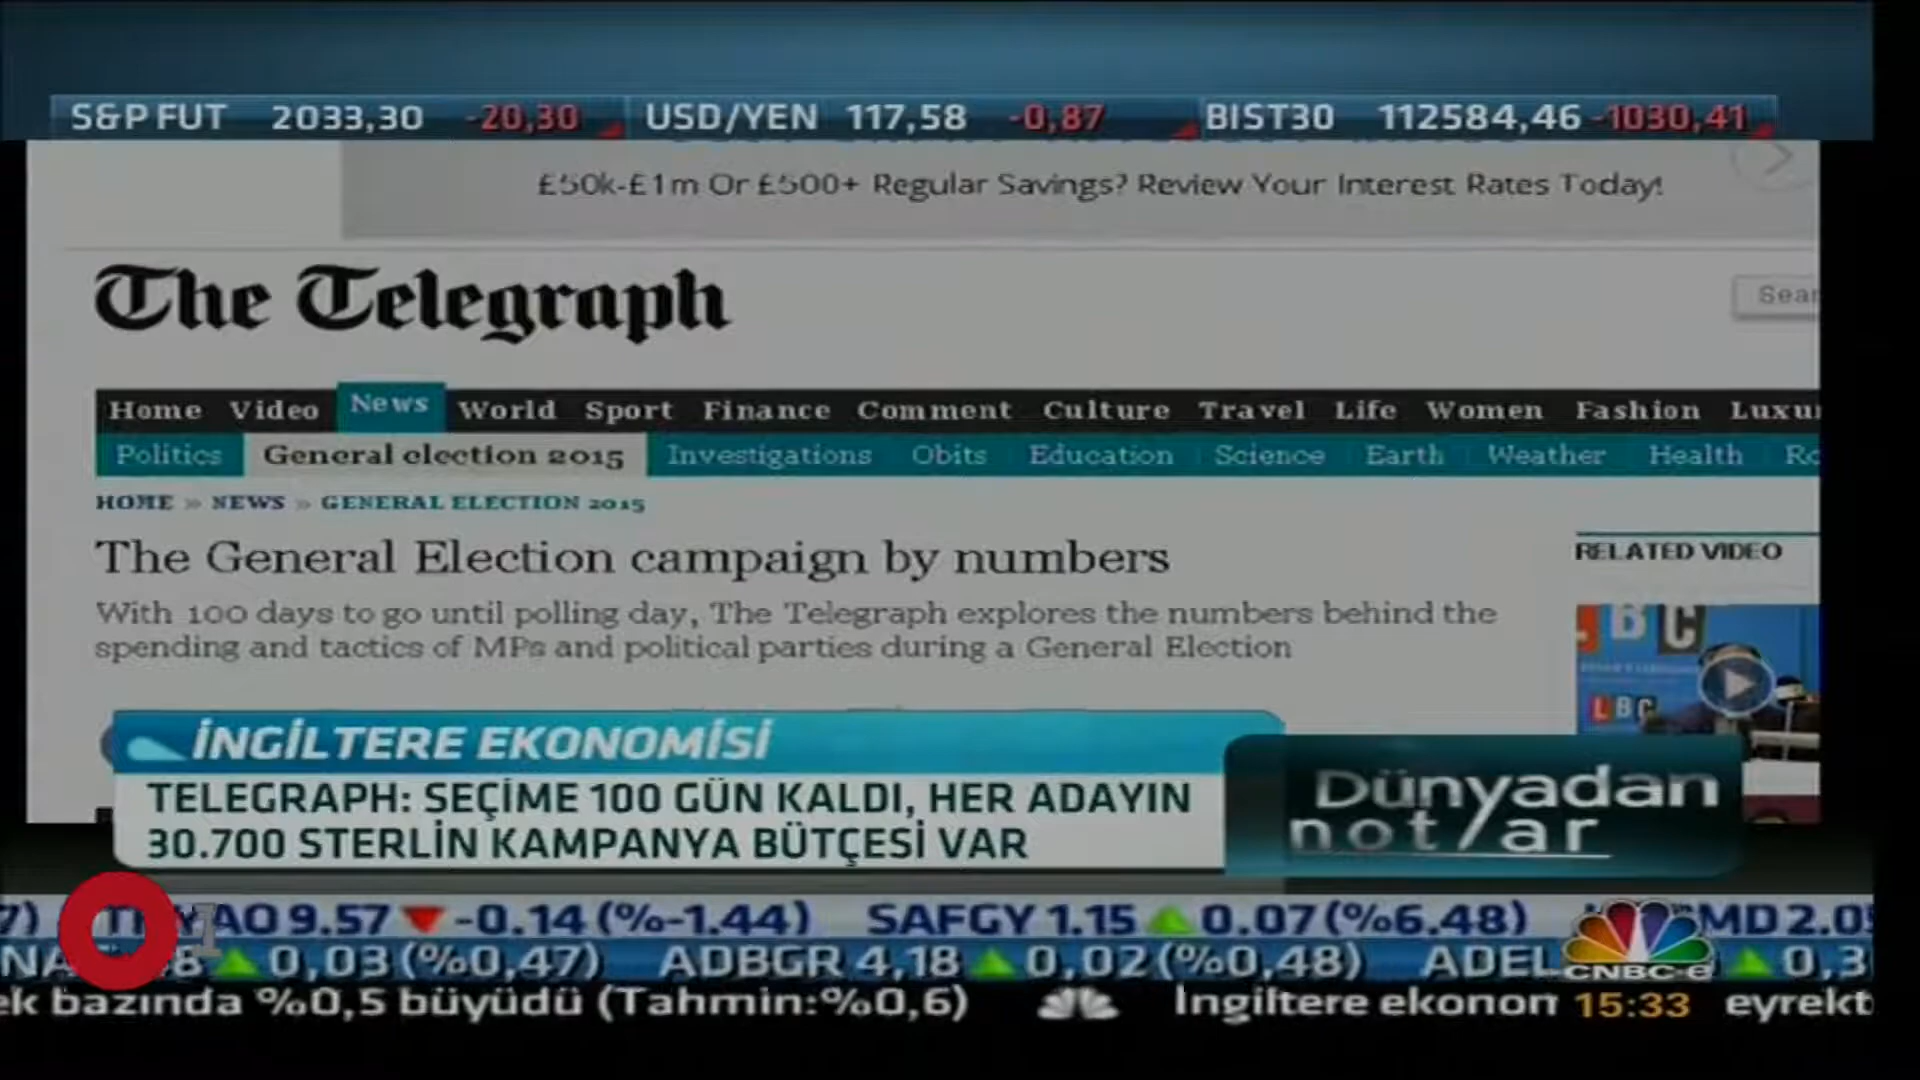 S&P FUT 2033,30 -20,30 USD/YEN 117,58 -0,87 BIST30 112584,46 -1030,41
£50k-£1m Or £500+ Regular Savings? Review Your Interest Rates Today!
The Telegraph
Home Video News World Sport Finance Comment Culture Travel Life Women Fashion
Politics General election 2015 Investigations Obits Education Science Earth Weather Health
HOME » NEWS » GENERAL ELECTION 2015
The General Election campaign by numbers
With 100 days to go until polling day, The Telegraph explores the numbers behind the
spending and tactics of MPs and political parties during a General Election
RELATED VIDEO
LBC
İNGİLTERE EKONOMİSİ
TELEGRAPH: SEÇİME 100 GÜN KALDI, HER ADAYIN
30.700 STERLİN KAMPANYA BÜTÇESİ VAR
Dünyadan
notlar
9.57 -0.14 (%-1.44) SAFGY 1.15 0.07 (%6.48)
0,03 (%0,47) ADBGR 4,18 0,02 (%0,48) ADEL
CNBC-e
ek bazında %0,5 büyüdü (Tahmin:%0,6) İngiltere ekonom 15:33 eyrekt